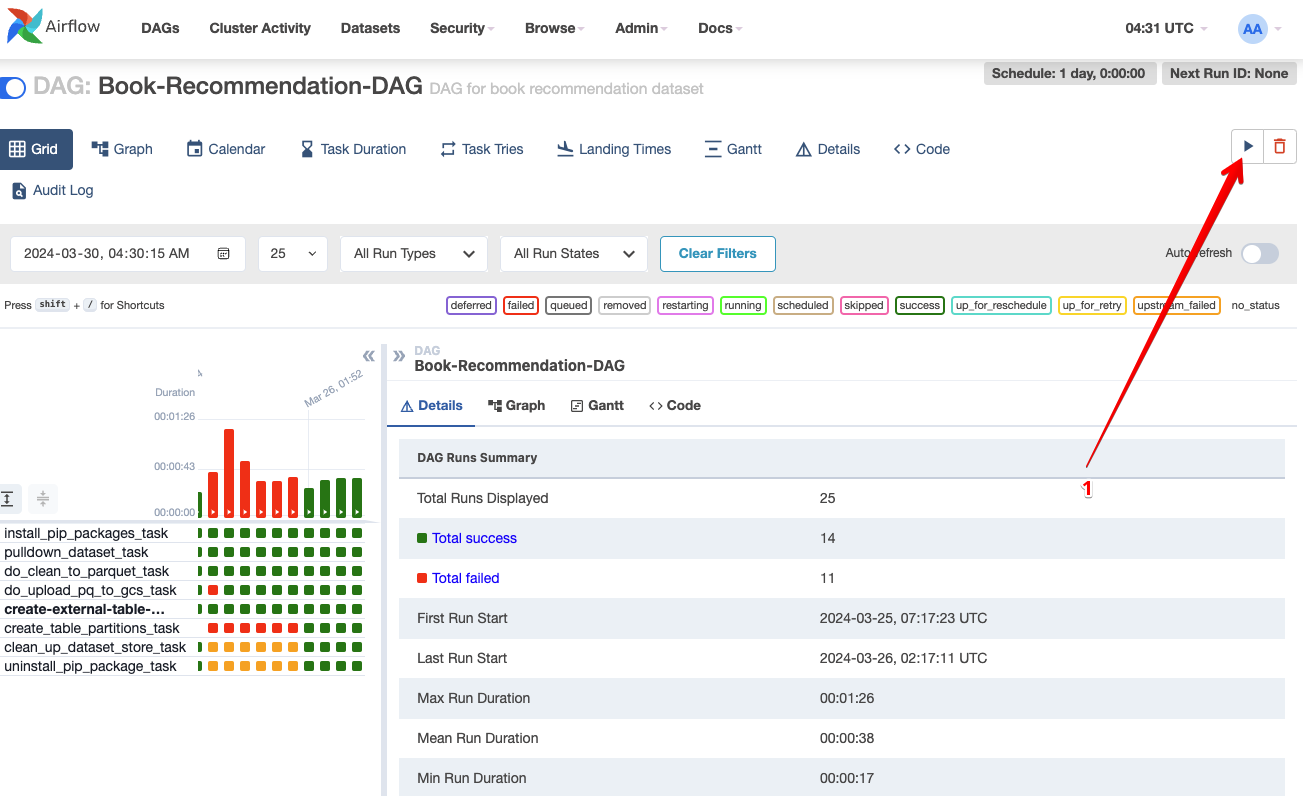 Airflow DAGs Cluster Activity Datasets Security Browse Admin Docs 04:31 UTC AA
Schedule: 1 day, 0:00:00 Next Run ID: None
DAG: Book-Recommendation-DAG DAG for book recommendation dataset
Grid Graph Calendar Task Duration Task Tries Landing Times Gantt Details <> Code
Audit Log
2024-03-30, 04:30:15 AM 25 All Run Types All Run States Clear Filters Auto-refresh
Press shift + / for Shortcuts deferred failed queued removed restarting running scheduled skipped success up_for_reschedule up_for_retry upstream_failed no_status
« » DAG
Book-Recommendation-DAG
4 Mar 26, 01:52
Duration
00:01:26
00:00:43
00:00:00
install_pip_packages_task
pulldown_dataset_task
do_clean_to_parquet_task
do_upload_pq_to_gcs_task
create-external-table-...
create_table_partitions_task
clean_up_dataset_store_task
uninstall_pip_package_task
Details Graph Gantt <> Code
DAG Runs Summary
1
Total Runs Displayed 25
Total success 14
Total failed 11
First Run Start 2024-03-25, 07:17:23 UTC
Last Run Start 2024-03-26, 02:17:11 UTC
Max Run Duration 00:01:26
Mean Run Duration 00:00:38
Min Run Duration 00:00:17